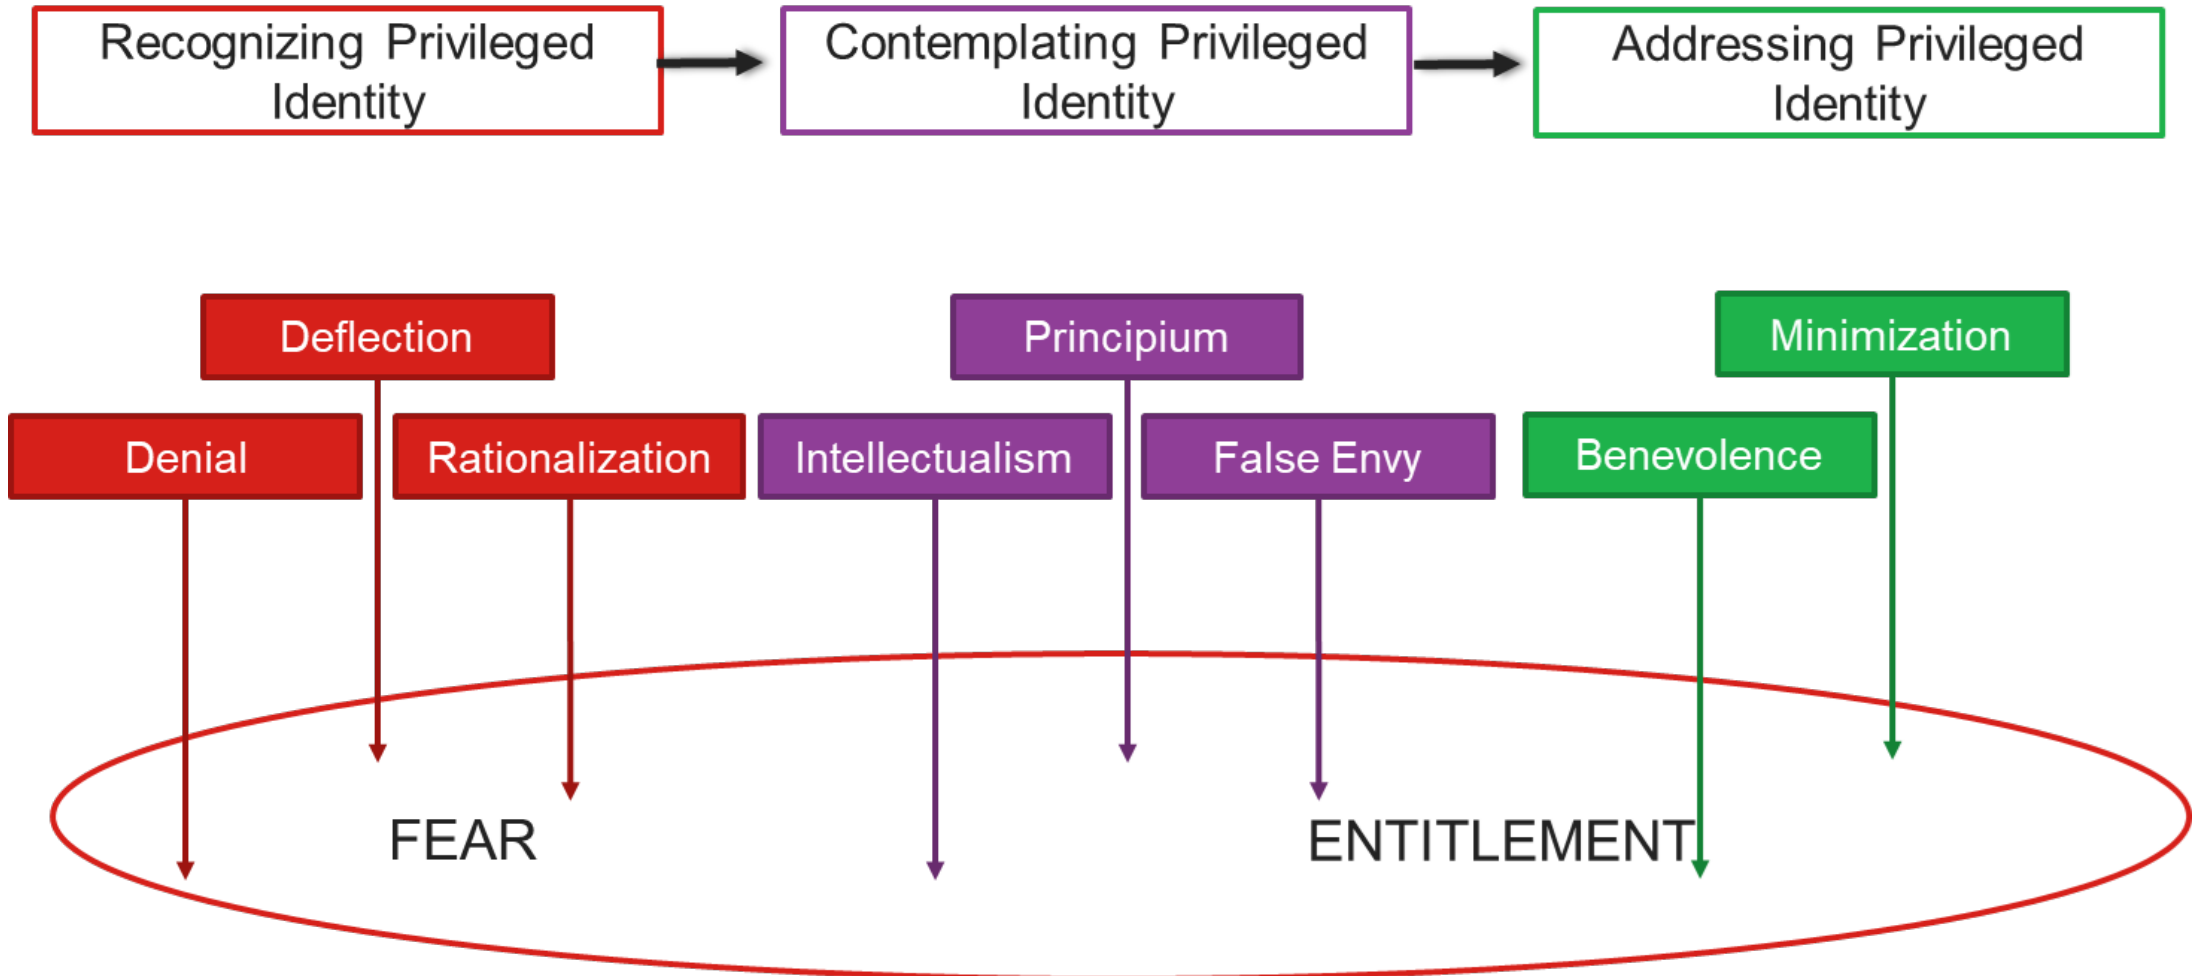 Recognizing Privileged
Identity
Contemplating Privileged
Identity
Addressing Privileged
Identity
Deflection
Principium
Minimization
Denial
Rationalization
Intellectualism
False Envy
Benevolence
FEAR
ENTITLEMENT